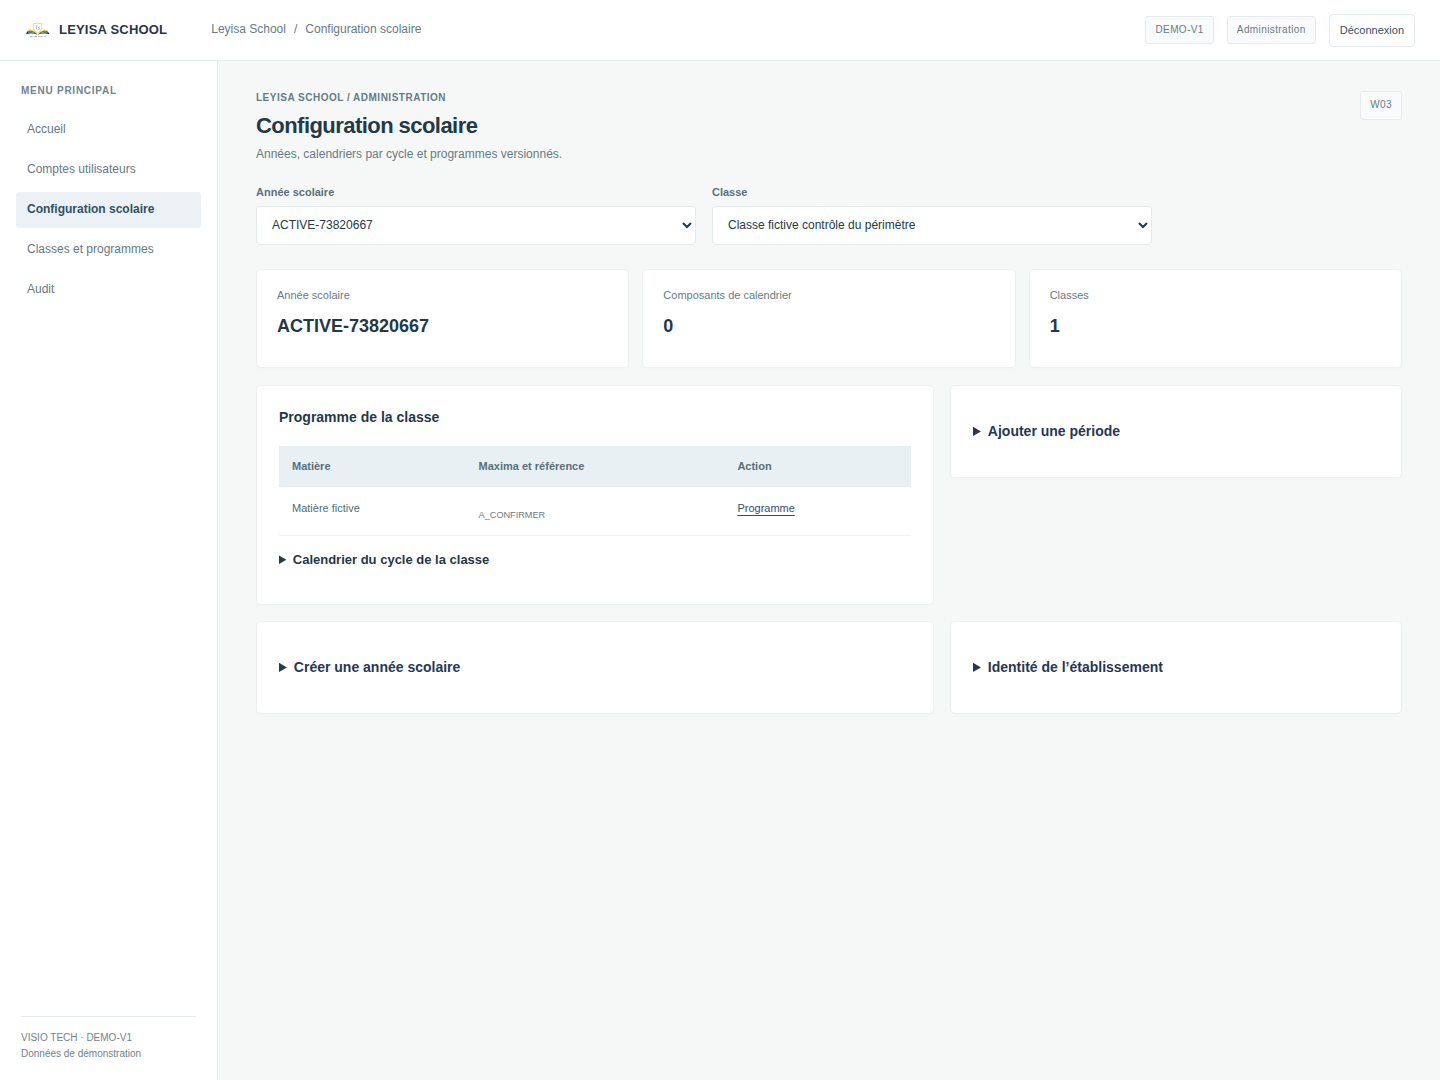 LEYISA SCHOOL
Leyisa School / Configuration scolaire
DEMO-V1
Administration
Déconnexion
MENU PRINCIPAL
Accueil
Comptes utilisateurs
Configuration scolaire
Classes et programmes
Audit
VISIO TECH · DEMO-V1
Données de démonstration
LEYISA SCHOOL / ADMINISTRATION
W03
Configuration scolaire
Années, calendriers par cycle et programmes versionnés.
Année scolaire
ACTIVE-73820667
Classe
Classe fictive contrôle du périmètre
Année scolaire
ACTIVE-73820667
Composants de calendrier
0
Classes
1
Programme de la classe
Matière Maxima et référence Action
Matière fictive A_CONFIRMER Programme
Calendrier du cycle de la classe
Ajouter une période
Créer une année scolaire
Identité de l’établissement